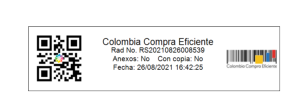 Colombia Compra Eficiente
Rad No. RS20210826008539
Anexos: No Con copia: No
Fecha: 26/08/2021 16:42:25
Colombia Compra Eficiente